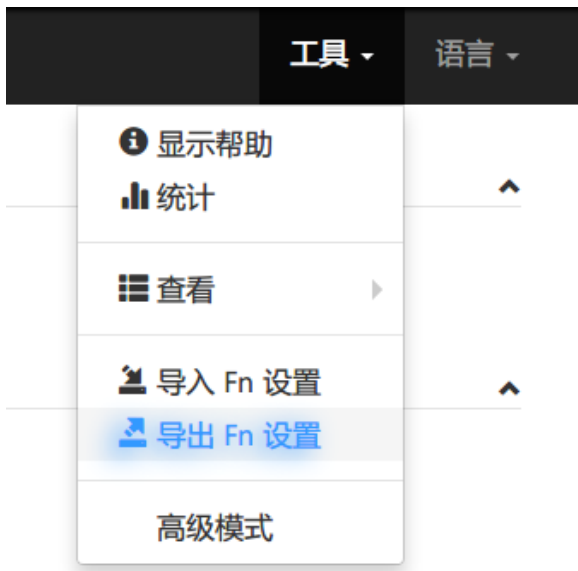 工具 语言
显示帮助
统计
查看
导入 Fn 设置
导出 Fn 设置
高级模式